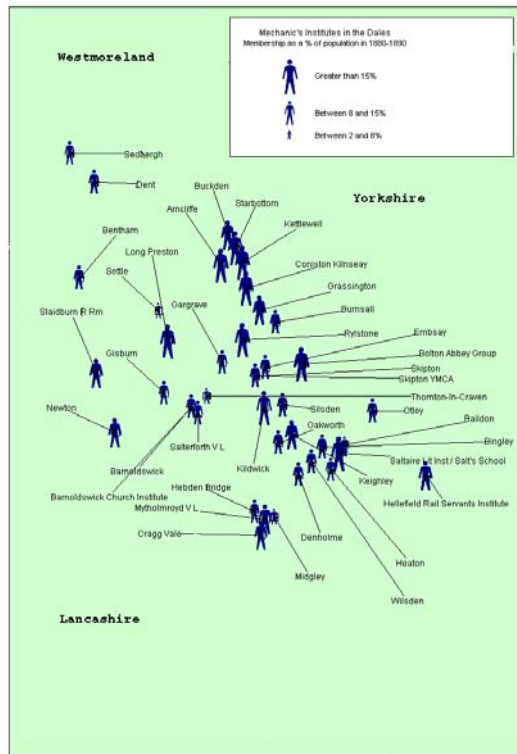 Mechanic's Institutes in the Dales
Membership as a % of population in 1880-1890
Greater than 15%
Between 8 and 15%
Between 2 and 8%
Westmoreland
Sedbergh
Dent
Buckden
Starbottom
Yorkshire
Arncliffe
Kettlewell
Bentham
Long Preston
Settle
Coniston Kilnseay
Grassington
Gargrave
Burnsall
Slaidburn R Rm
Rylstone
Embsay
Gisburn
Bolton Abbey Group
Skipton
Skipton YMCA
Thornton-In-Craven
Newton
Silsden
Otley
Baildon
Oakworth
Salterforth V L
Bingley
Barnoldswick
Kildwick
Saltaire Lit Inst / Salt's School
Barnoldswick Church Institute
Keighley
Hebden Bridge
Hellefield Rail Servants Institute
Mytholmroyd V L
Cragg Vale
Denholme
Heaton
Midgley
Wilsden
Lancashire